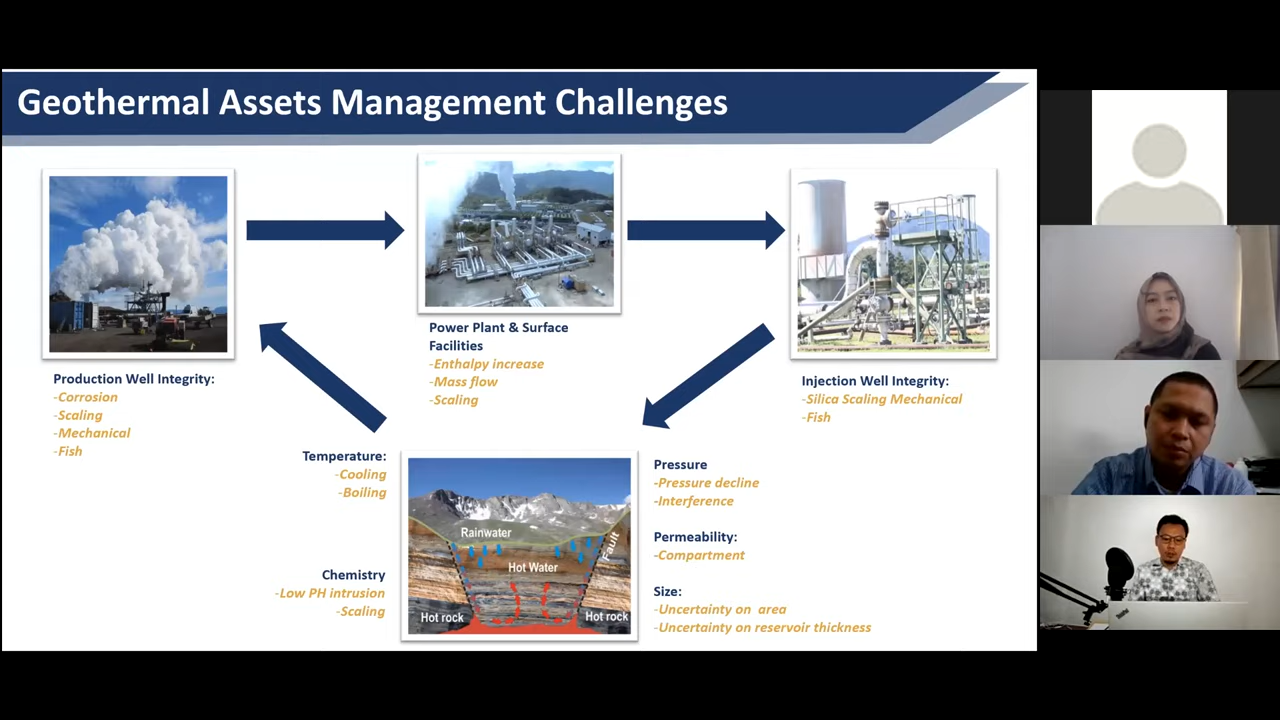 Geothermal Assets Management Challenges
Production Well Integrity:
-Corrosion
-Scaling
-Mechanical
-Fish
Power Plant & Surface
Facilities
-Enthalpy increase
-Mass flow
-Scaling
Injection Well Integrity:
-Silica Scaling Mechanical
-Fish
Temperature:
-Cooling
-Boiling
Chemistry
-Low PH intrusion
-Scaling
Rainwater
Fault
Hot Water
Hot rock
Hot rock
Pressure
-Pressure decline
-Interference
Permeability:
-Compartment
Size:
-Uncertainty on area
-Uncertainty on reservoir thickness